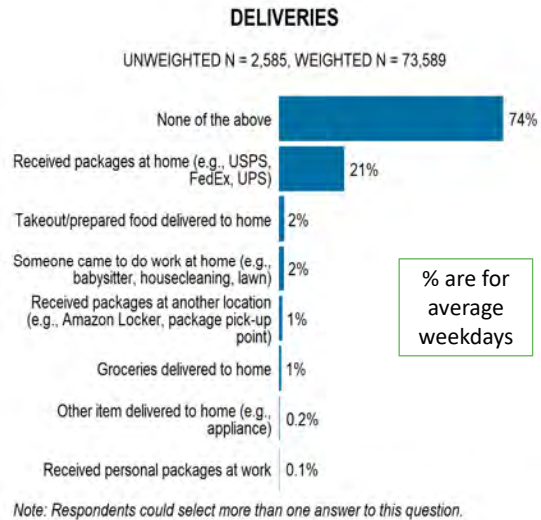 DELIVERIES
UNWEIGHTED N = 2,585, WEIGHTED N = 73,589
None of the above
74%
Received packages at home (e.g., USPS,
FedEx, UPS)
21%
Takeout/prepared food delivered to home
2%
Someone came to do work at home (e.g.,
babysitter, housecleaning, lawn)
2%
Received packages at another location
(e.g., Amazon Locker, package pick-up
point)
1%
Groceries delivered to home
1%
Other item delivered to home (e.g.,
appliance)
0.2%
Received personal packages at work
0.1%
% are for
average
weekdays
Note: Respondents could select more than one answer to this question.